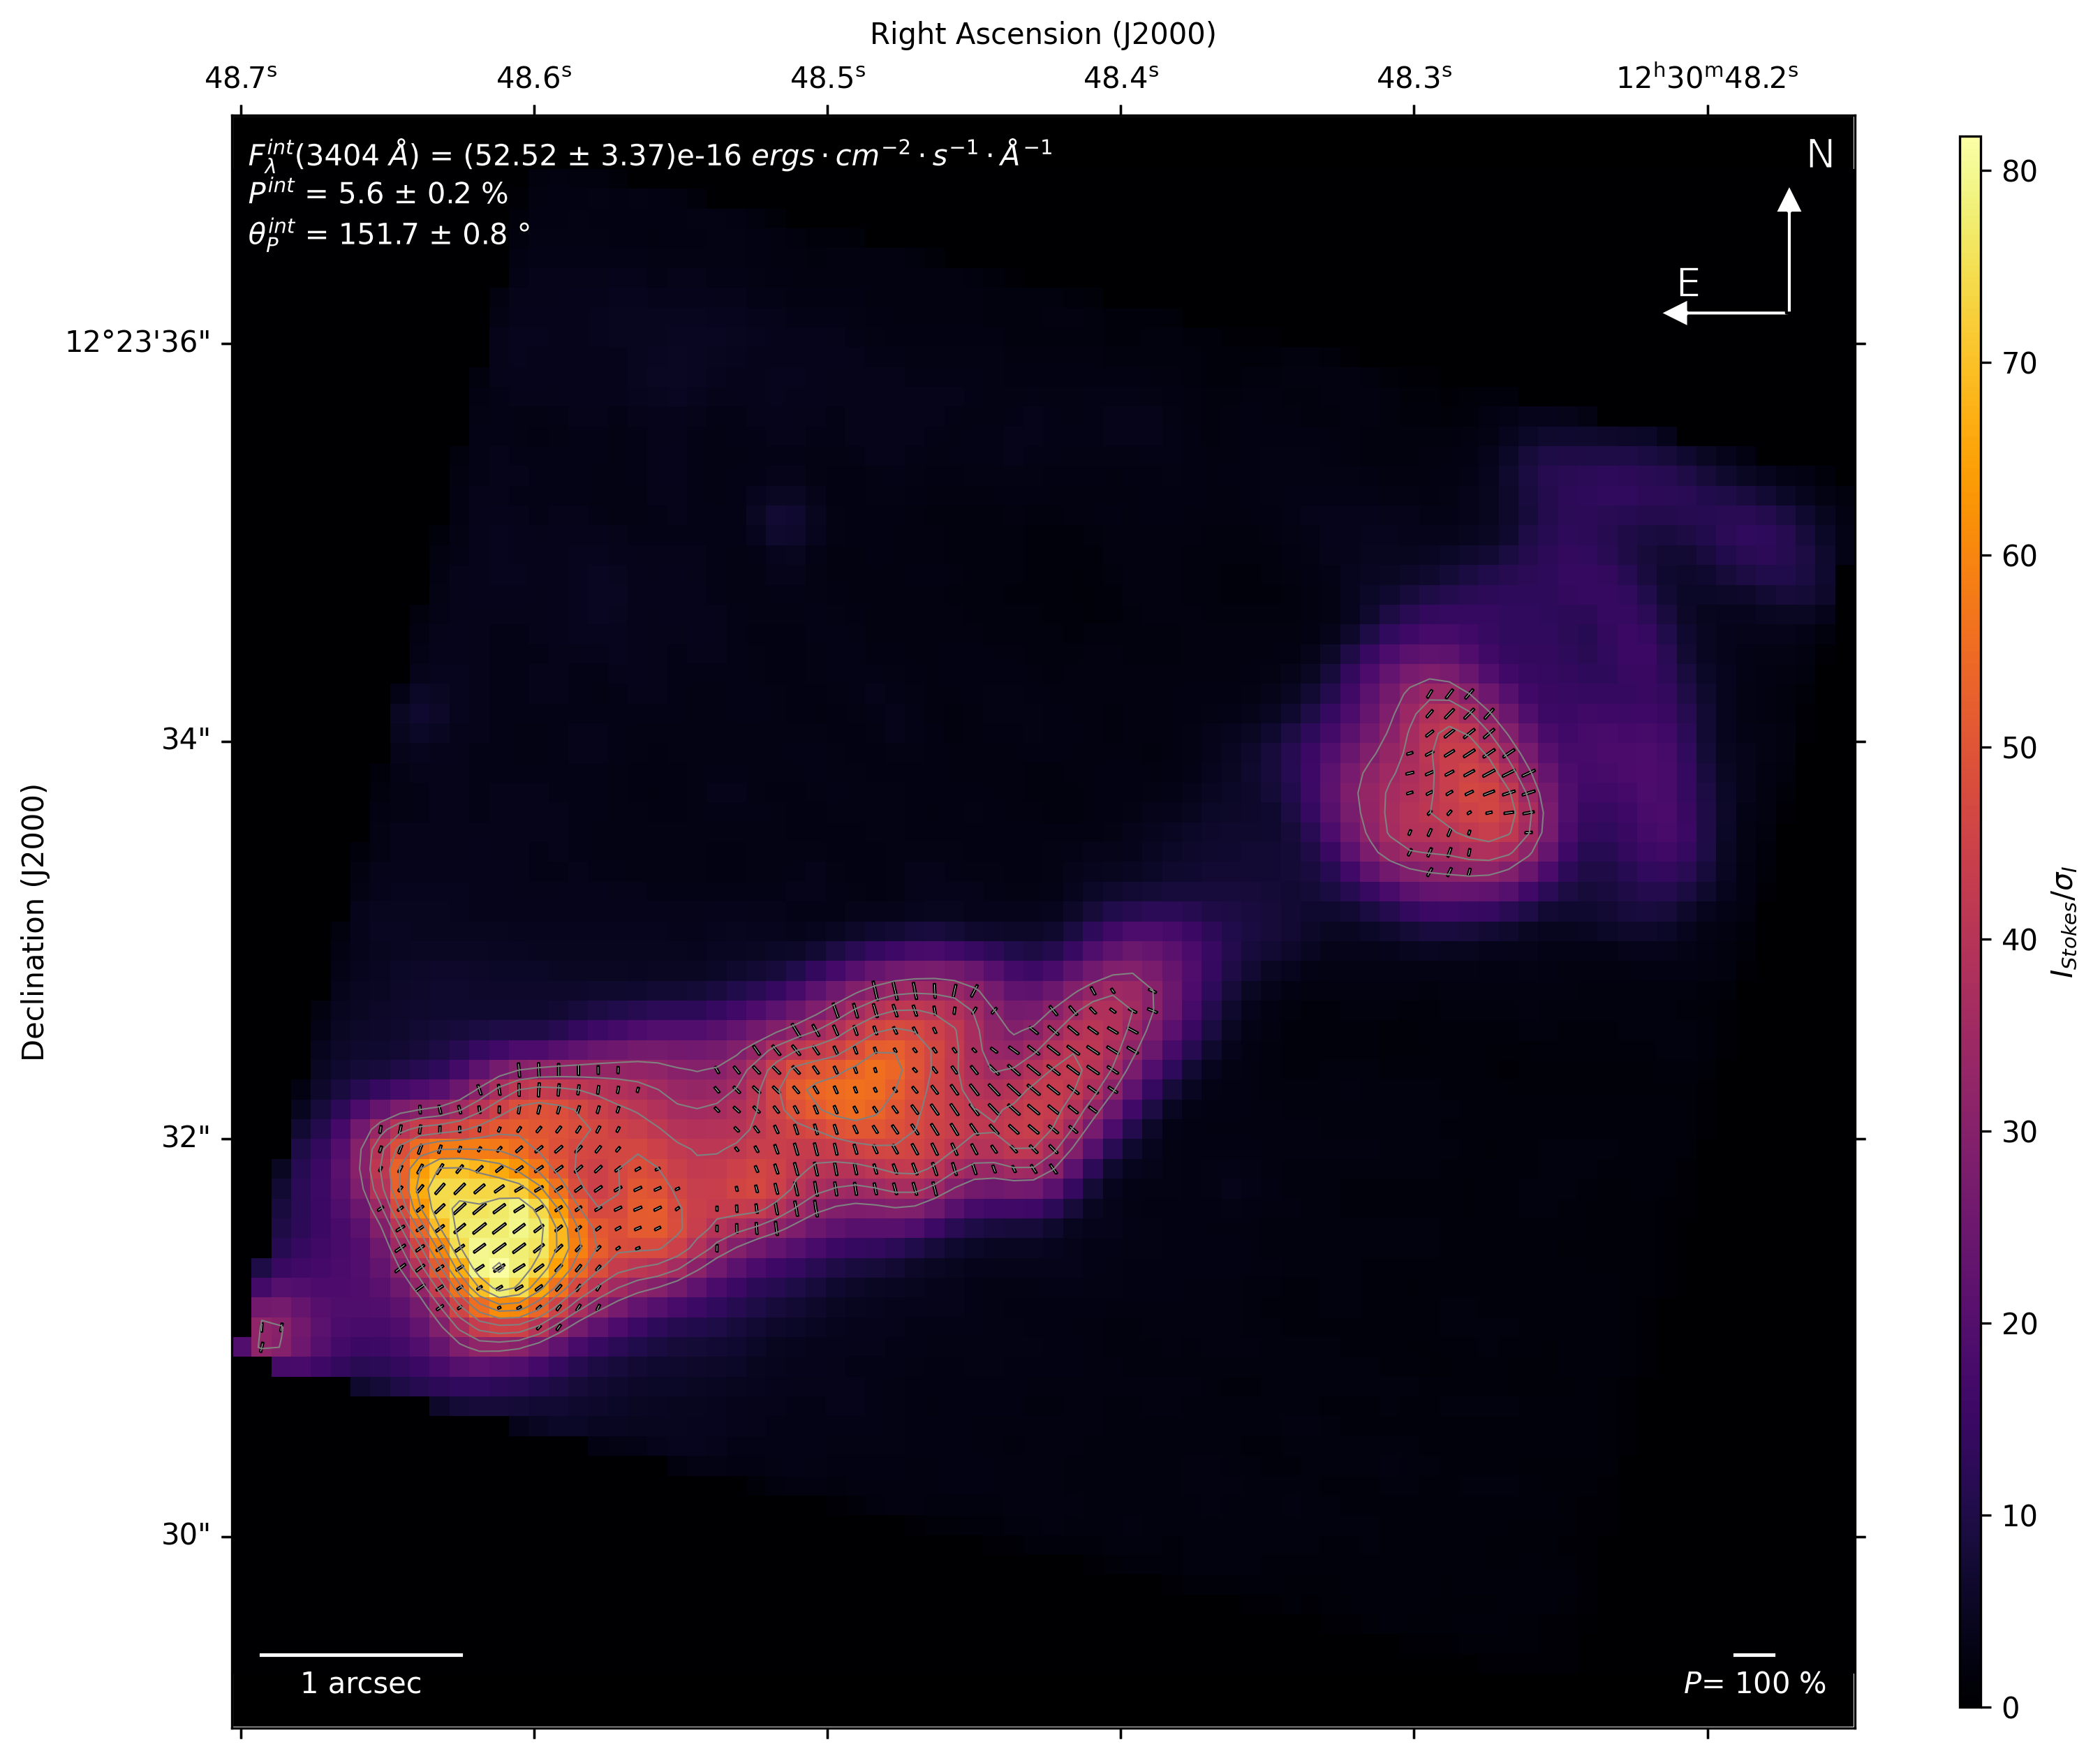 Right Ascension (J2000)
48.7ˢ 48.6ˢ 48.5ˢ 48.4ˢ 48.3ˢ 12ʰ30ᵐ48.2ˢ
F_λ^{int}(3404 Å) = (52.52 ± 3.37)e-16 ergs · cm⁻² · s⁻¹ · Å⁻¹
P^{int} = 5.6 ± 0.2 %
θ_P^{int} = 151.7 ± 0.8 °
N
E
12°23'36"
34"
32"
30"
Declination (J2000)
1 arcsec
P= 100 %
80
70
60
50
40
30
20
10
0
I_{Stokes}/σ_I